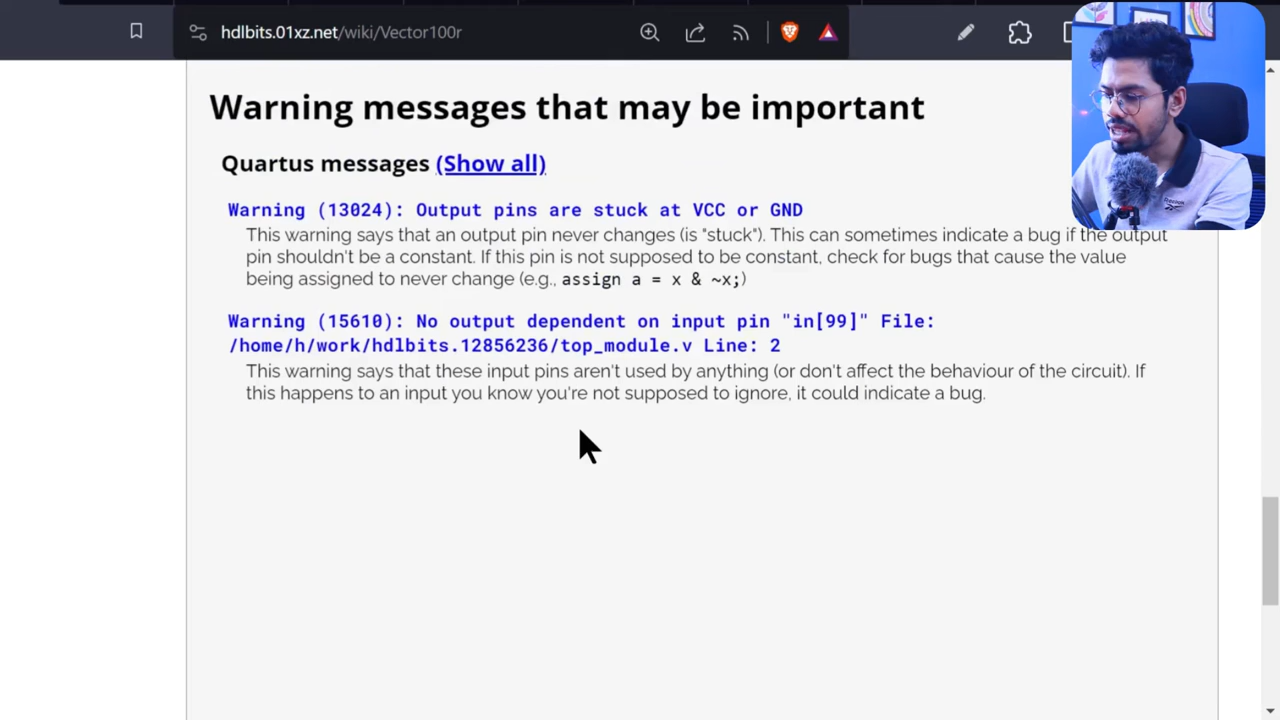 hdlbits.01xz.net/wiki/Vector100r
Warning messages that may be important
Quartus messages (Show all)
Warning (13024): Output pins are stuck at VCC or GND
This warning says that an output pin never changes (is "stuck"). This can sometimes indicate a bug if the output
pin shouldn't be a constant. If this pin is not supposed to be constant, check for bugs that cause the value
being assigned to never change (e.g., assign a = x & ~x;)
Warning (15610): No output dependent on input pin "in[99]" File:
/home/h/work/hdlbits.12856236/top_module.v Line: 2
This warning says that these input pins aren't used by anything (or don't affect the behaviour of the circuit). If
this happens to an input you know you're not supposed to ignore, it could indicate a bug.
Reebok